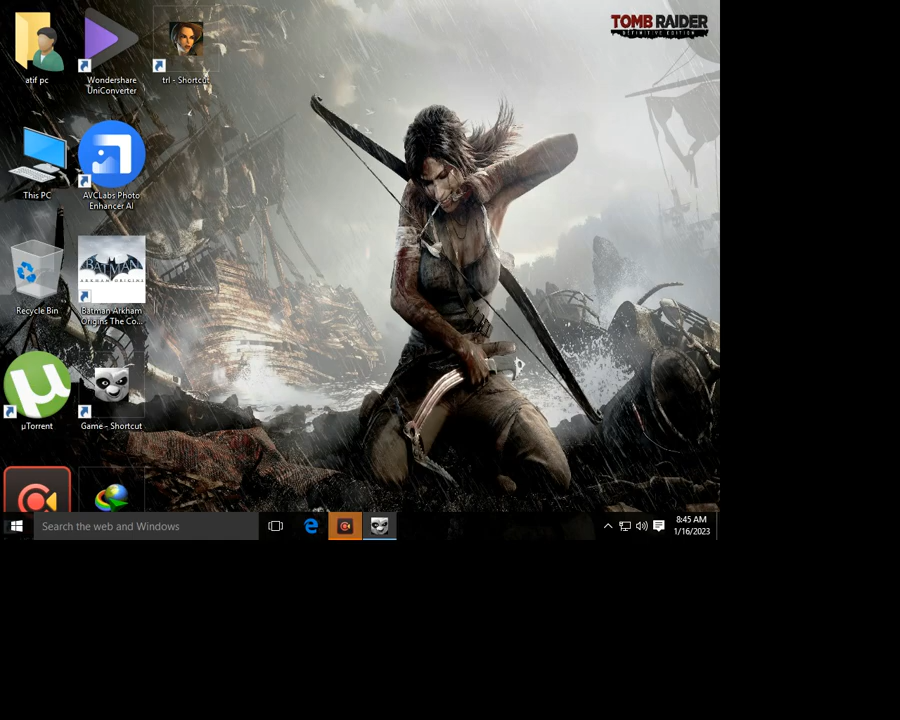 TOMB RAIDER
DEFINITIVE EDITION
atif pc
Wondershare
UniConverter
trl - Shortcut
This PC
AVCLabs Photo
Enhancer AI
BATMAN
ARKHAM ORIGINS
Recycle Bin
Batman Arkham
Origins The Co...
µTorrent
Game - Shortcut
Search the web and Windows
8:45 AM
1/16/2023